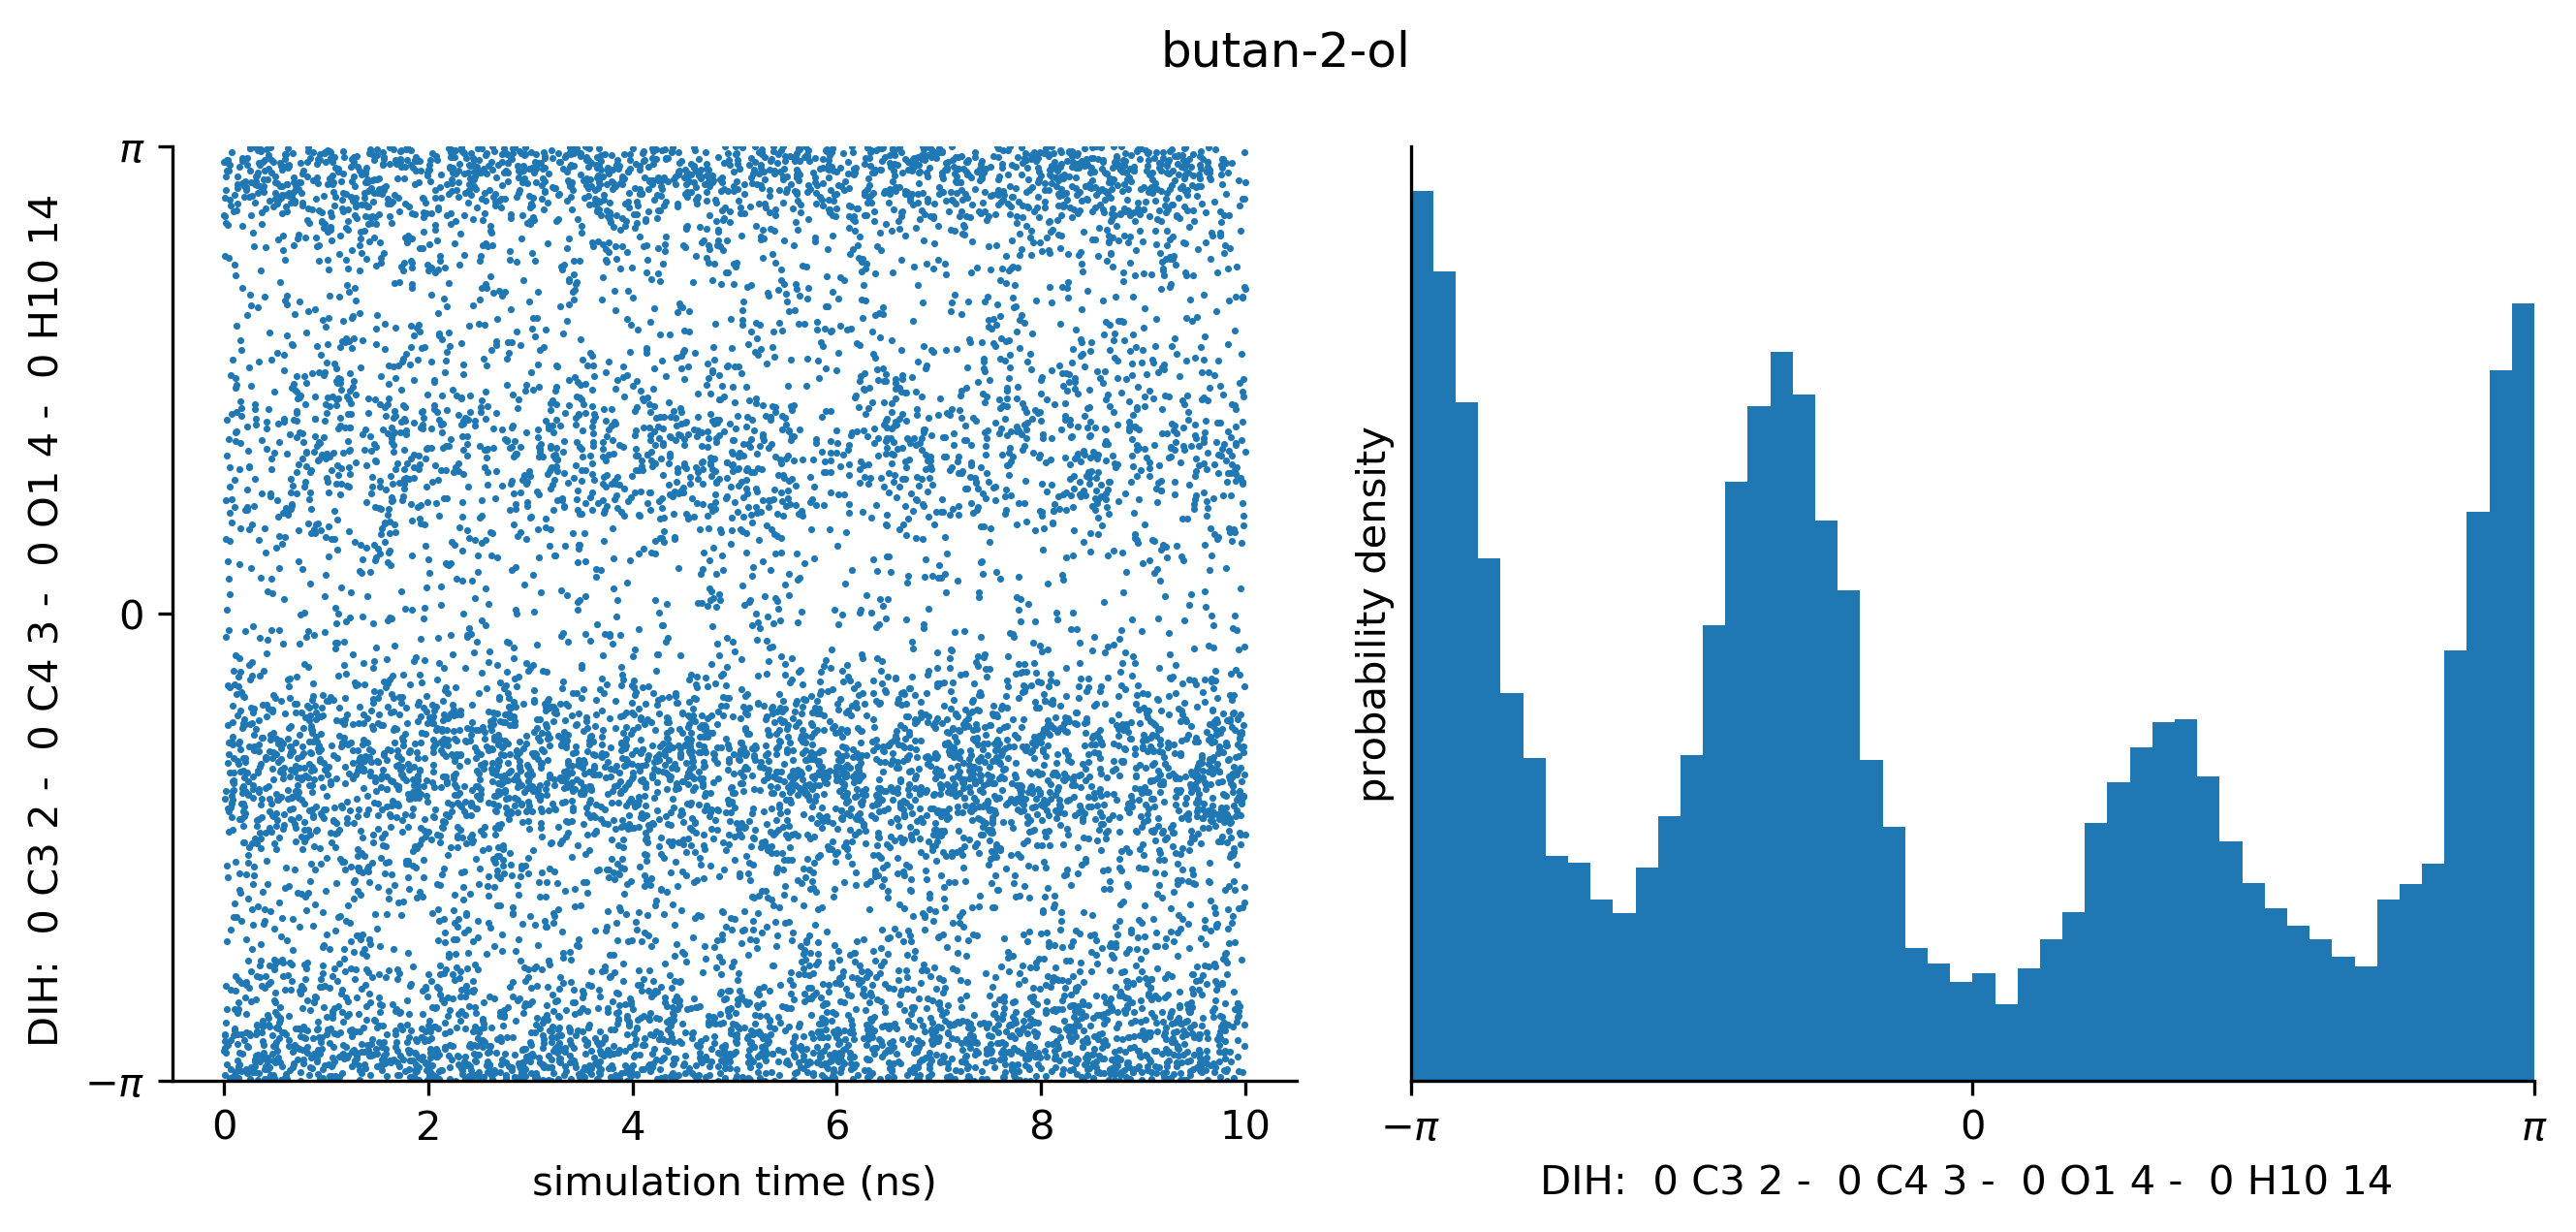 butan-2-ol
DIH:  0 C3 2 -  0 C4 3 -  0 O1 4 -  0 H10 14
π
0
−π
0 2 4 6 8 10
simulation time (ns)
probability density
−π 0 π
DIH:  0 C3 2 -  0 C4 3 -  0 O1 4 -  0 H10 14